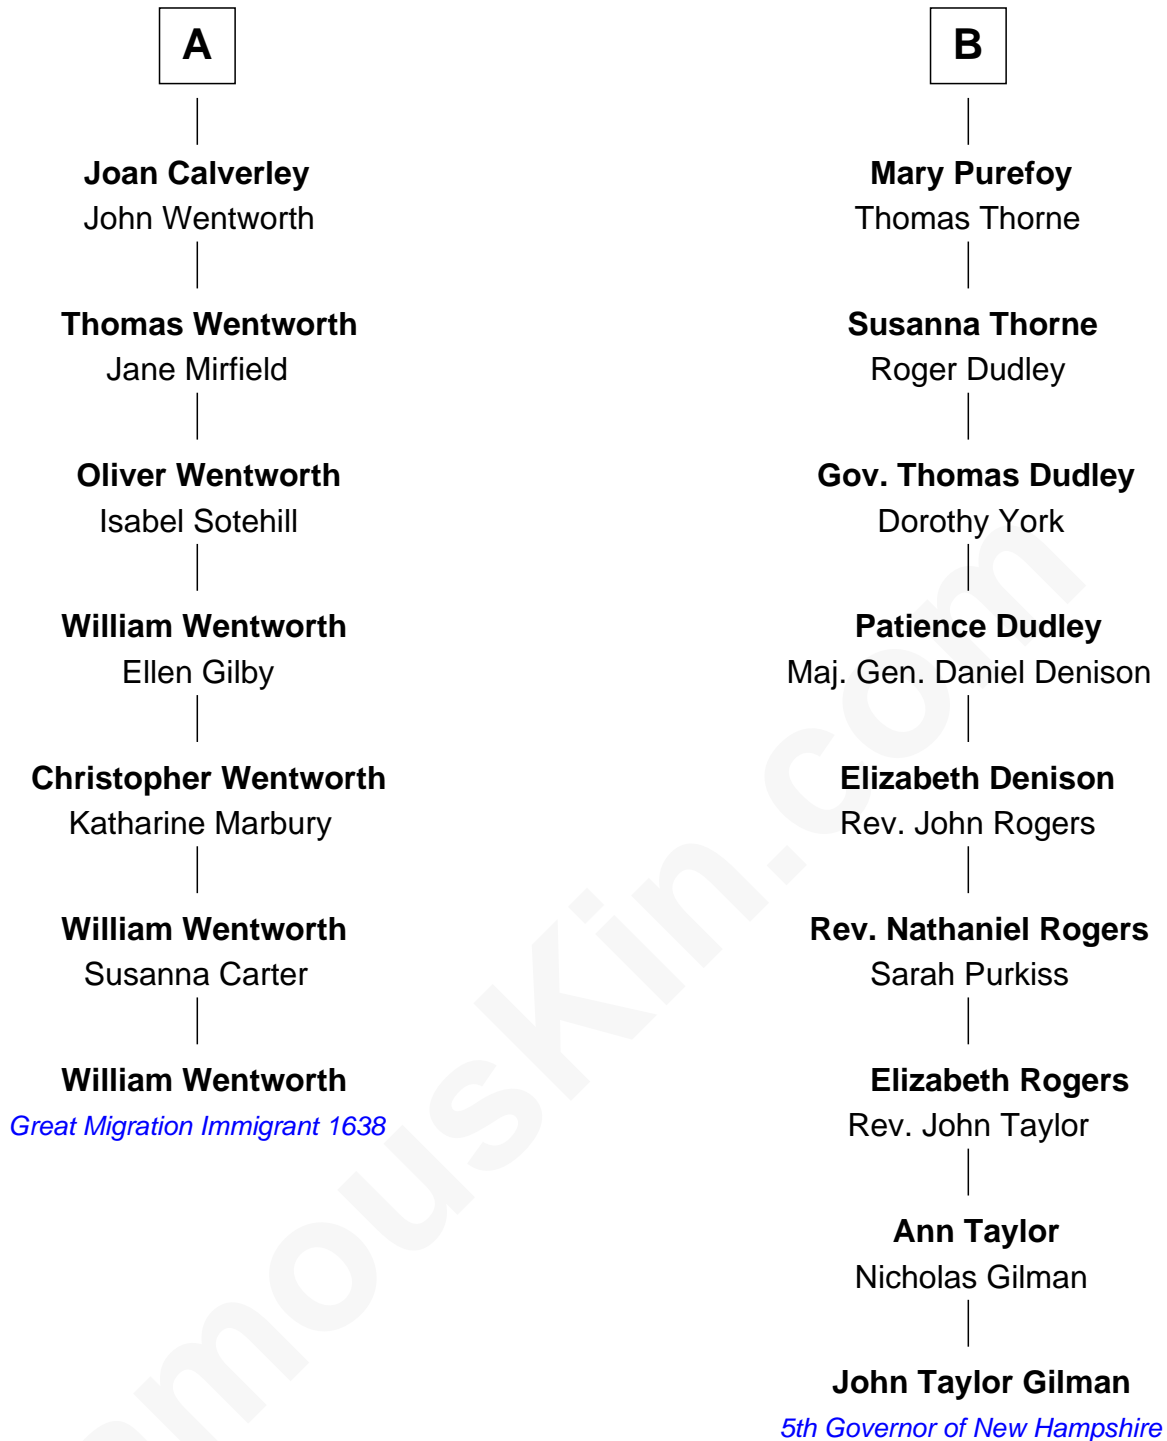 A
Joan Calverley
John Wentworth
Thomas Wentworth
Jane Mirfield
Oliver Wentworth
Isabel Sotehill
William Wentworth
Ellen Gilby
Christopher Wentworth
Katharine Marbury
William Wentworth
Susanna Carter
William Wentworth
Great Migration Immigrant 1638
B
Mary Purefoy
Thomas Thorne
Susanna Thorne
Roger Dudley
Gov. Thomas Dudley
Dorothy York
Patience Dudley
Maj. Gen. Daniel Denison
Elizabeth Denison
Rev. John Rogers
Rev. Nathaniel Rogers
Sarah Purkiss
Elizabeth Rogers
Rev. John Taylor
Ann Taylor
Nicholas Gilman
John Taylor Gilman
5th Governor of New Hampshire
amouskin.com